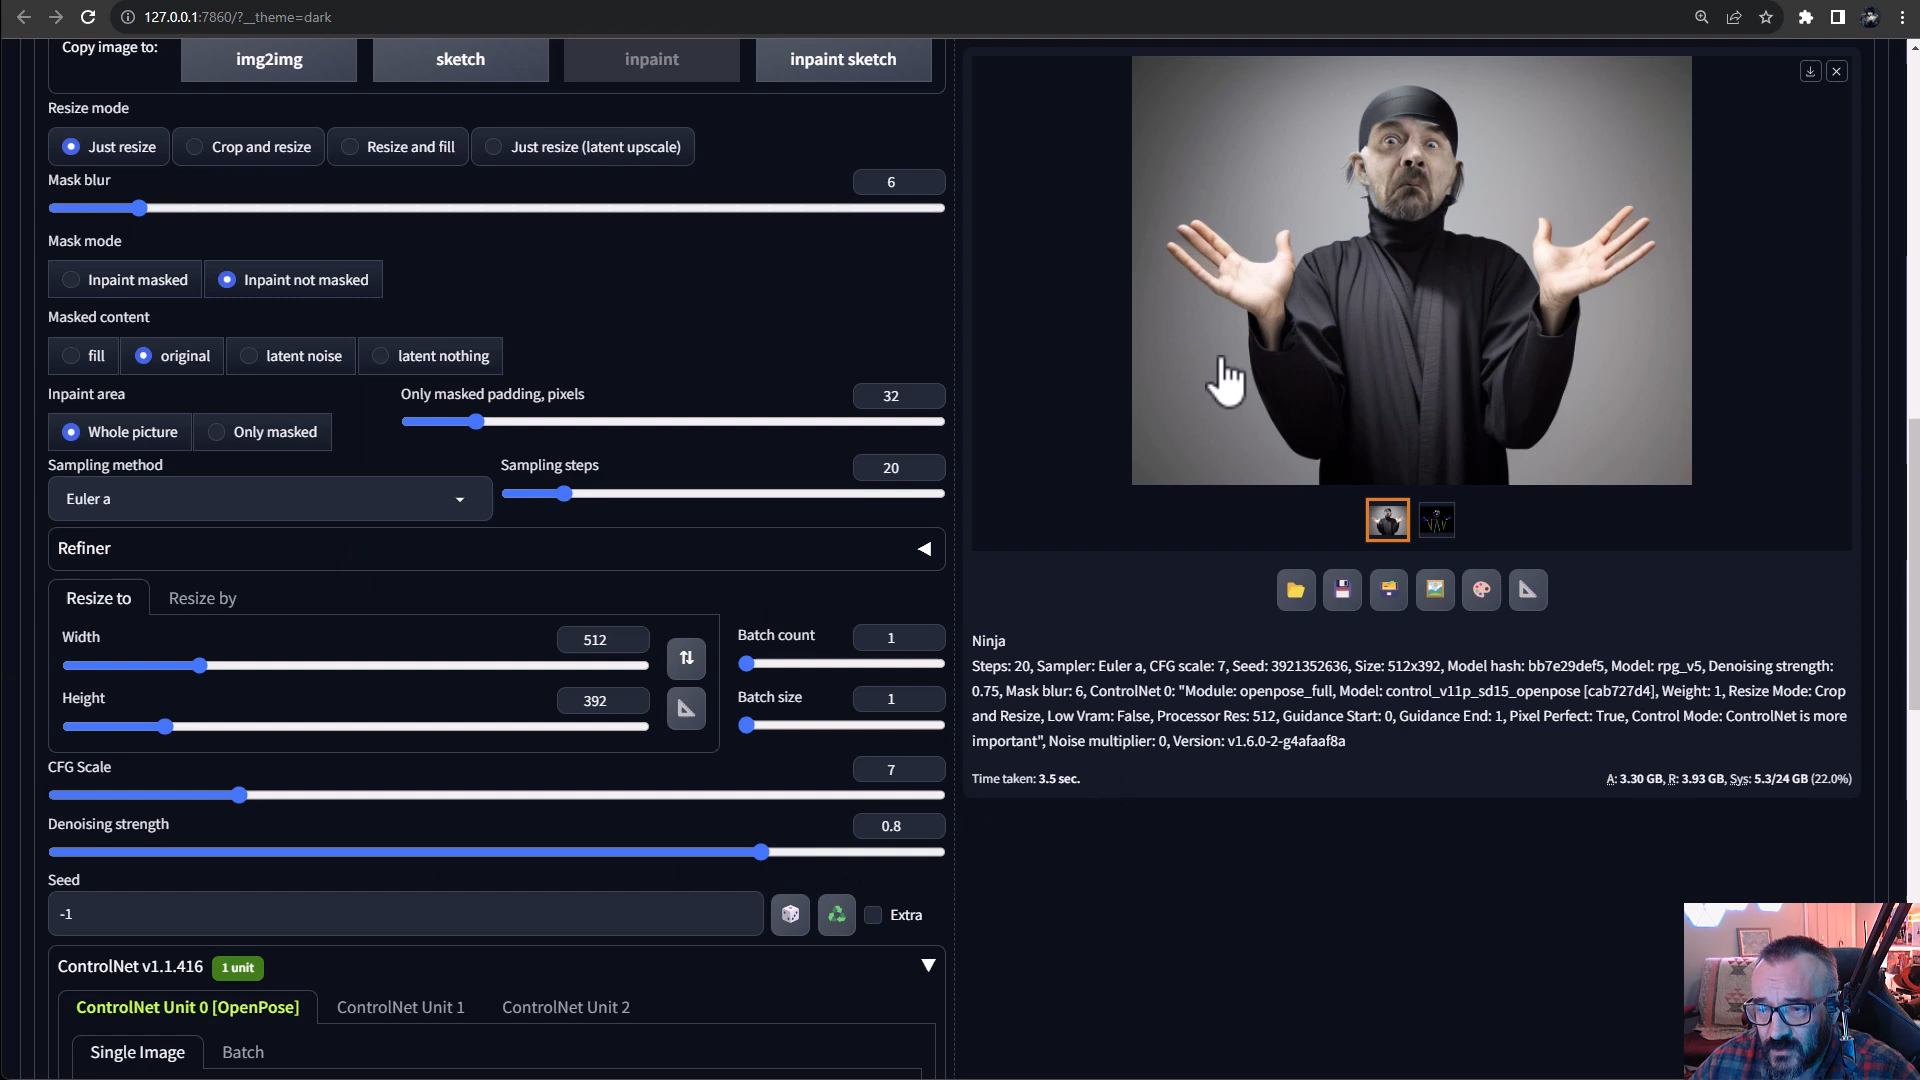 127.0.0.1:7860/?__theme=dark
Copy image to:
img2img
sketch
inpaint
inpaint sketch
Resize mode
Just resize
Crop and resize
Resize and fill
Just resize (latent upscale)
Mask blur
6
Mask mode
Inpaint masked
Inpaint not masked
Masked content
fill
original
latent noise
latent nothing
Inpaint area
Only masked padding, pixels
32
Whole picture
Only masked
Sampling method
Sampling steps
20
Euler a
Refiner
Resize to
Resize by
Width
512
Height
392
Batch count
1
Batch size
1
CFG Scale
7
Denoising strength
0.8
Seed
-1
Extra
ControlNet v1.1.416
1 unit
ControlNet Unit 0 [OpenPose]
ControlNet Unit 1
ControlNet Unit 2
Single Image
Batch
Ninja
Steps: 20, Sampler: Euler a, CFG scale: 7, Seed: 3921352636, Size: 512x392, Model hash: bb7e29def5, Model: rpg_v5, Denoising strength:
0.75, Mask blur: 6, ControlNet 0: "Module: openpose_full, Model: control_v11p_sd15_openpose [cab727d4], Weight: 1, Resize Mode: Crop
and Resize, Low Vram: False, Processor Res: 512, Guidance Start: 0, Guidance End: 1, Pixel Perfect: True, Control Mode: ControlNet is more
important", Noise multiplier: 0, Version: v1.6.0-2-g4afaaf8a
Time taken: 3.5 sec.
A: 3.30 GB, R: 3.93 GB, Sys: 5.3/24 GB (22.0%)